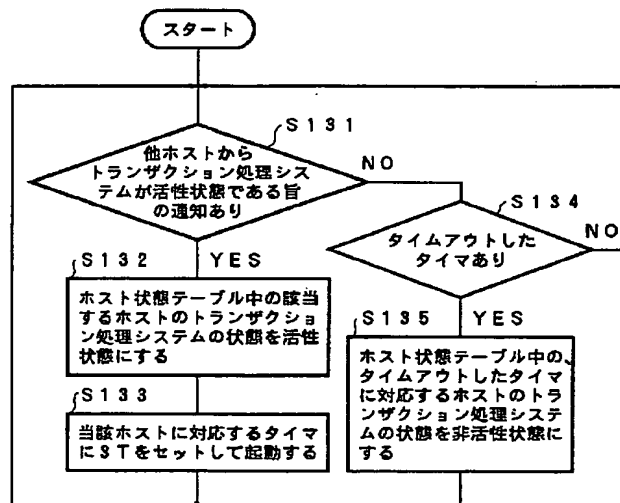 スタート
S131
他ホストから
トランザクション処理シス
テムが活性状態である旨
の通知あり
NO
S134
タイムアウトした
タイマあり
NO
S132
YES
ホスト状態テーブル中の該当
するホストのトランザクショ
ン処理システムの状態を活性
状態にする
S133
当該ホストに対応するタイマ
に3Tをセットして起動する
S135
YES
ホスト状態テーブル中の、
タイムアウトしたタイマ
に対応するホストのトラ
ンザクション処理システ
ムの状態を非活性状態に
する